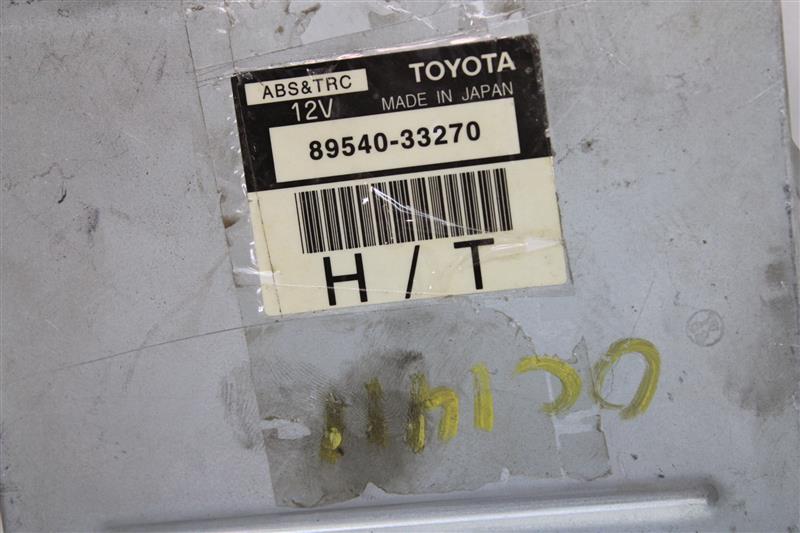 ABS&TRC TOYOTA
12V MADE IN JAPAN
89540-33270
H/T